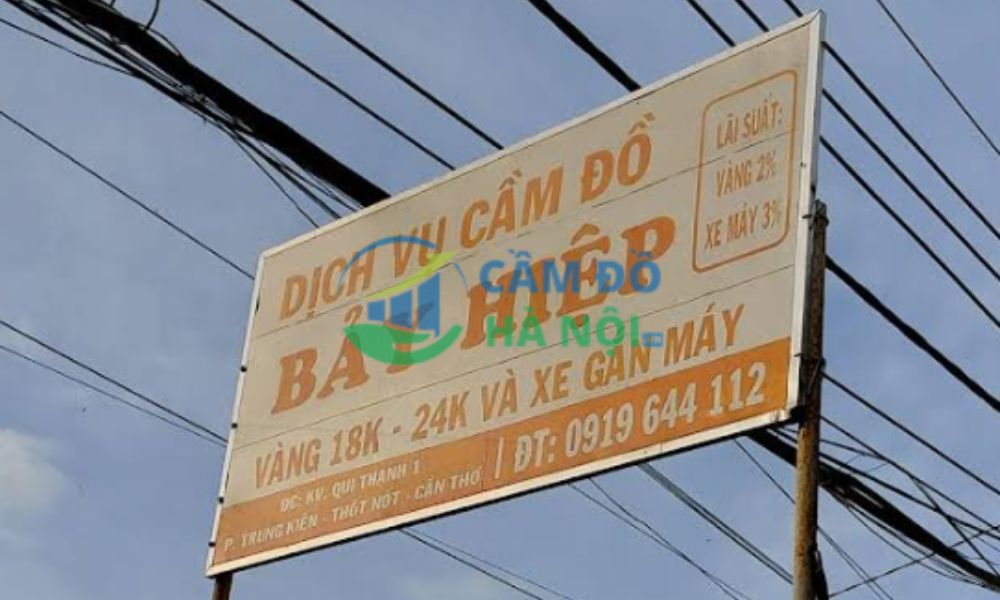 DỊCH VỤ CẦM ĐỒ
BẢY HIỆP
LÃI SUẤT:
VÀNG 2%
XE MÁY 3%
VÀNG 18K - 24K VÀ XE GẮN MÁY
ĐC: KV. QUI THẠNH 1
P. TRUNG KIÊN - THỐT NỐT - CẦN THƠ
ĐT: 0919 644 112
CẦM ĐỒ
HÀ NỘI